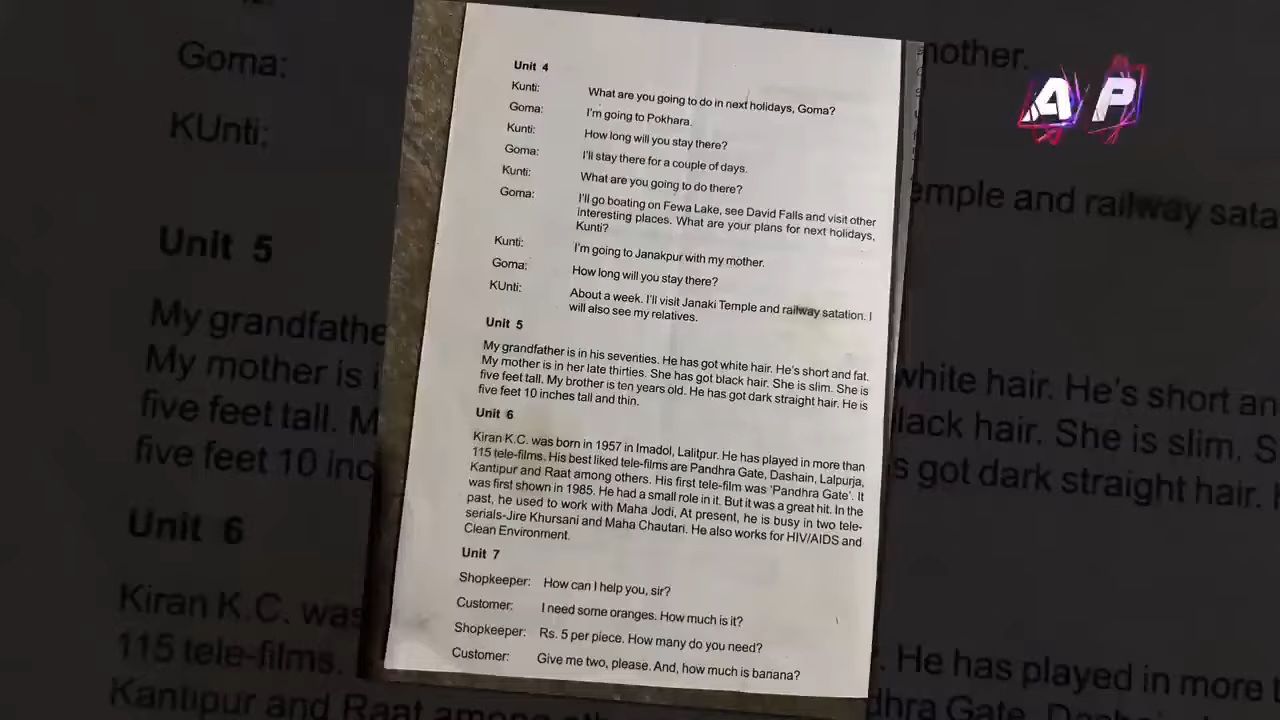 Unit 4
Kunti: What are you going to do in next holidays, Goma?
Goma: I'm going to Pokhara.
Kunti: How long will you stay there?
Goma: I'll stay there for a couple of days.
Kunti: What are you going to do there?
Goma: I'll go boating on Fewa Lake, see David Falls and visit other
interesting places. What are your plans for next holidays,
Kunti?
Kunti: I'm going to Janakpur with my mother.
Goma: How long will you stay there?
KUnti: About a week. I'll visit Janaki Temple and railway satation. I
will also see my relatives.
Unit 5
My grandfather is in his seventies. He has got white hair. He's short and fat.
My mother is in her late thirties. She has got black hair. She is slim. She is
five feet tall. My brother is ten years old. He has got dark straight hair. He is
five feet 10 inches tall and thin.
Unit 6
Kiran K.C. was born in 1957 in Imadol, Lalitpur. He has played in more than
115 tele-films. His best liked tele-films are Pandhra Gate, Dashain, Lalpurja,
Kantipur and Raat among others. His first tele-film was 'Pandhra Gate'. It
was first shown in 1985. He had a small role in it. But it was a great hit. In the
past, he used to work with Maha Jodi, At present, he is busy in two tele-
serials-Jire Khursani and Maha Chautari. He also works for HIV/AIDS and
Clean Environment.
Unit 7
Shopkeeper: How can I help you, sir?
Customer: I need some oranges. How much is it?
Shopkeeper: Rs. 5 per piece. How many do you need?
Customer: Give me two, please. And, how much is banana?
AP